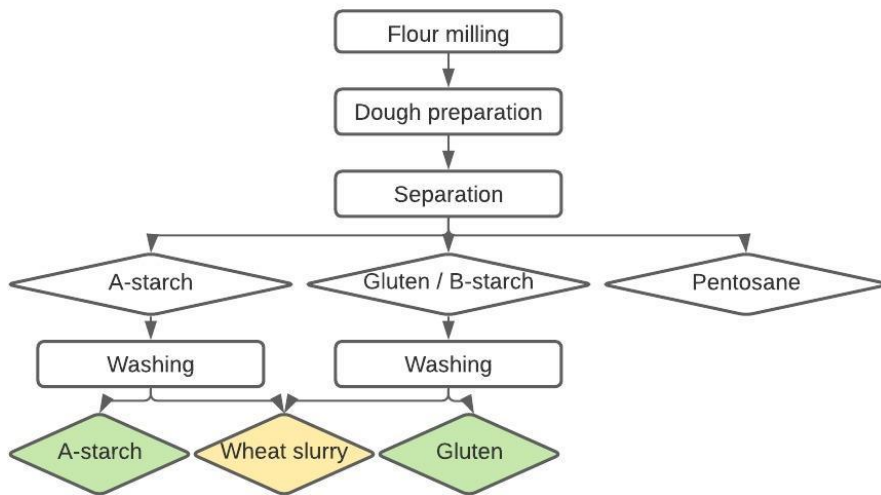 Flour milling
Dough preparation
Separation
A-starch
Gluten / B-starch
Pentosane
Washing
Washing
A-starch
Wheat slurry
Gluten